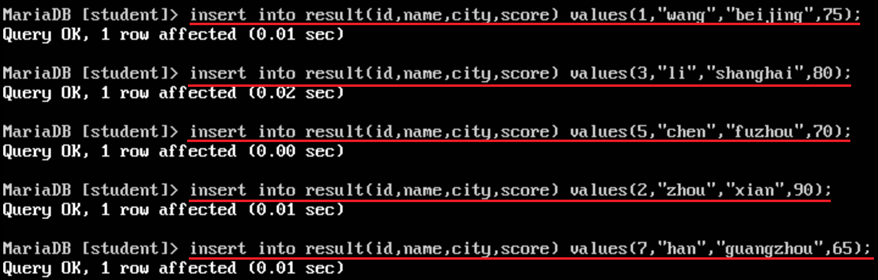 MariaDB [student]> insert into result(id,name,city,score) values(1,"wang","beijing",75);
Query OK, 1 row affected (0.01 sec)
MariaDB [student]> insert into result(id,name,city,score) values(3,"li","shanghai",80);
Query OK, 1 row affected (0.02 sec)
MariaDB [student]> insert into result(id,name,city,score) values(5,"chen","fuzhou",70);
Query OK, 1 row affected (0.00 sec)
MariaDB [student]> insert into result(id,name,city,score) values(2,"zhou","xian",90);
Query OK, 1 row affected (0.01 sec)
MariaDB [student]> insert into result(id,name,city,score) values(7,"han","guangzhou",65);
Query OK, 1 row affected (0.01 sec)